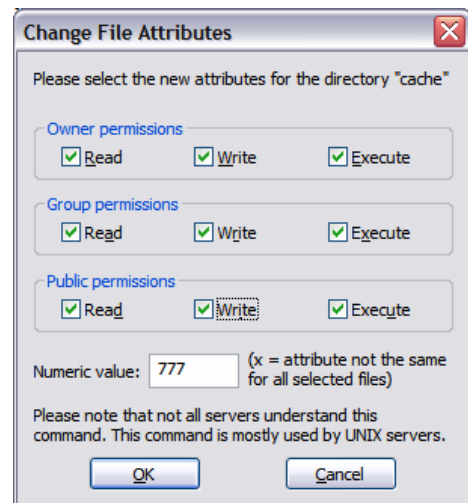 Change File Attributes
Please select the new attributes for the directory "cache"
Owner permissions
Read Write Execute
Group permissions
Read Write Execute
Public permissions
Read Write Execute
Numeric value: 777 (x = attribute not the same
for all selected files)
Please note that not all servers understand this
command. This command is mostly used by UNIX servers.
OK Cancel